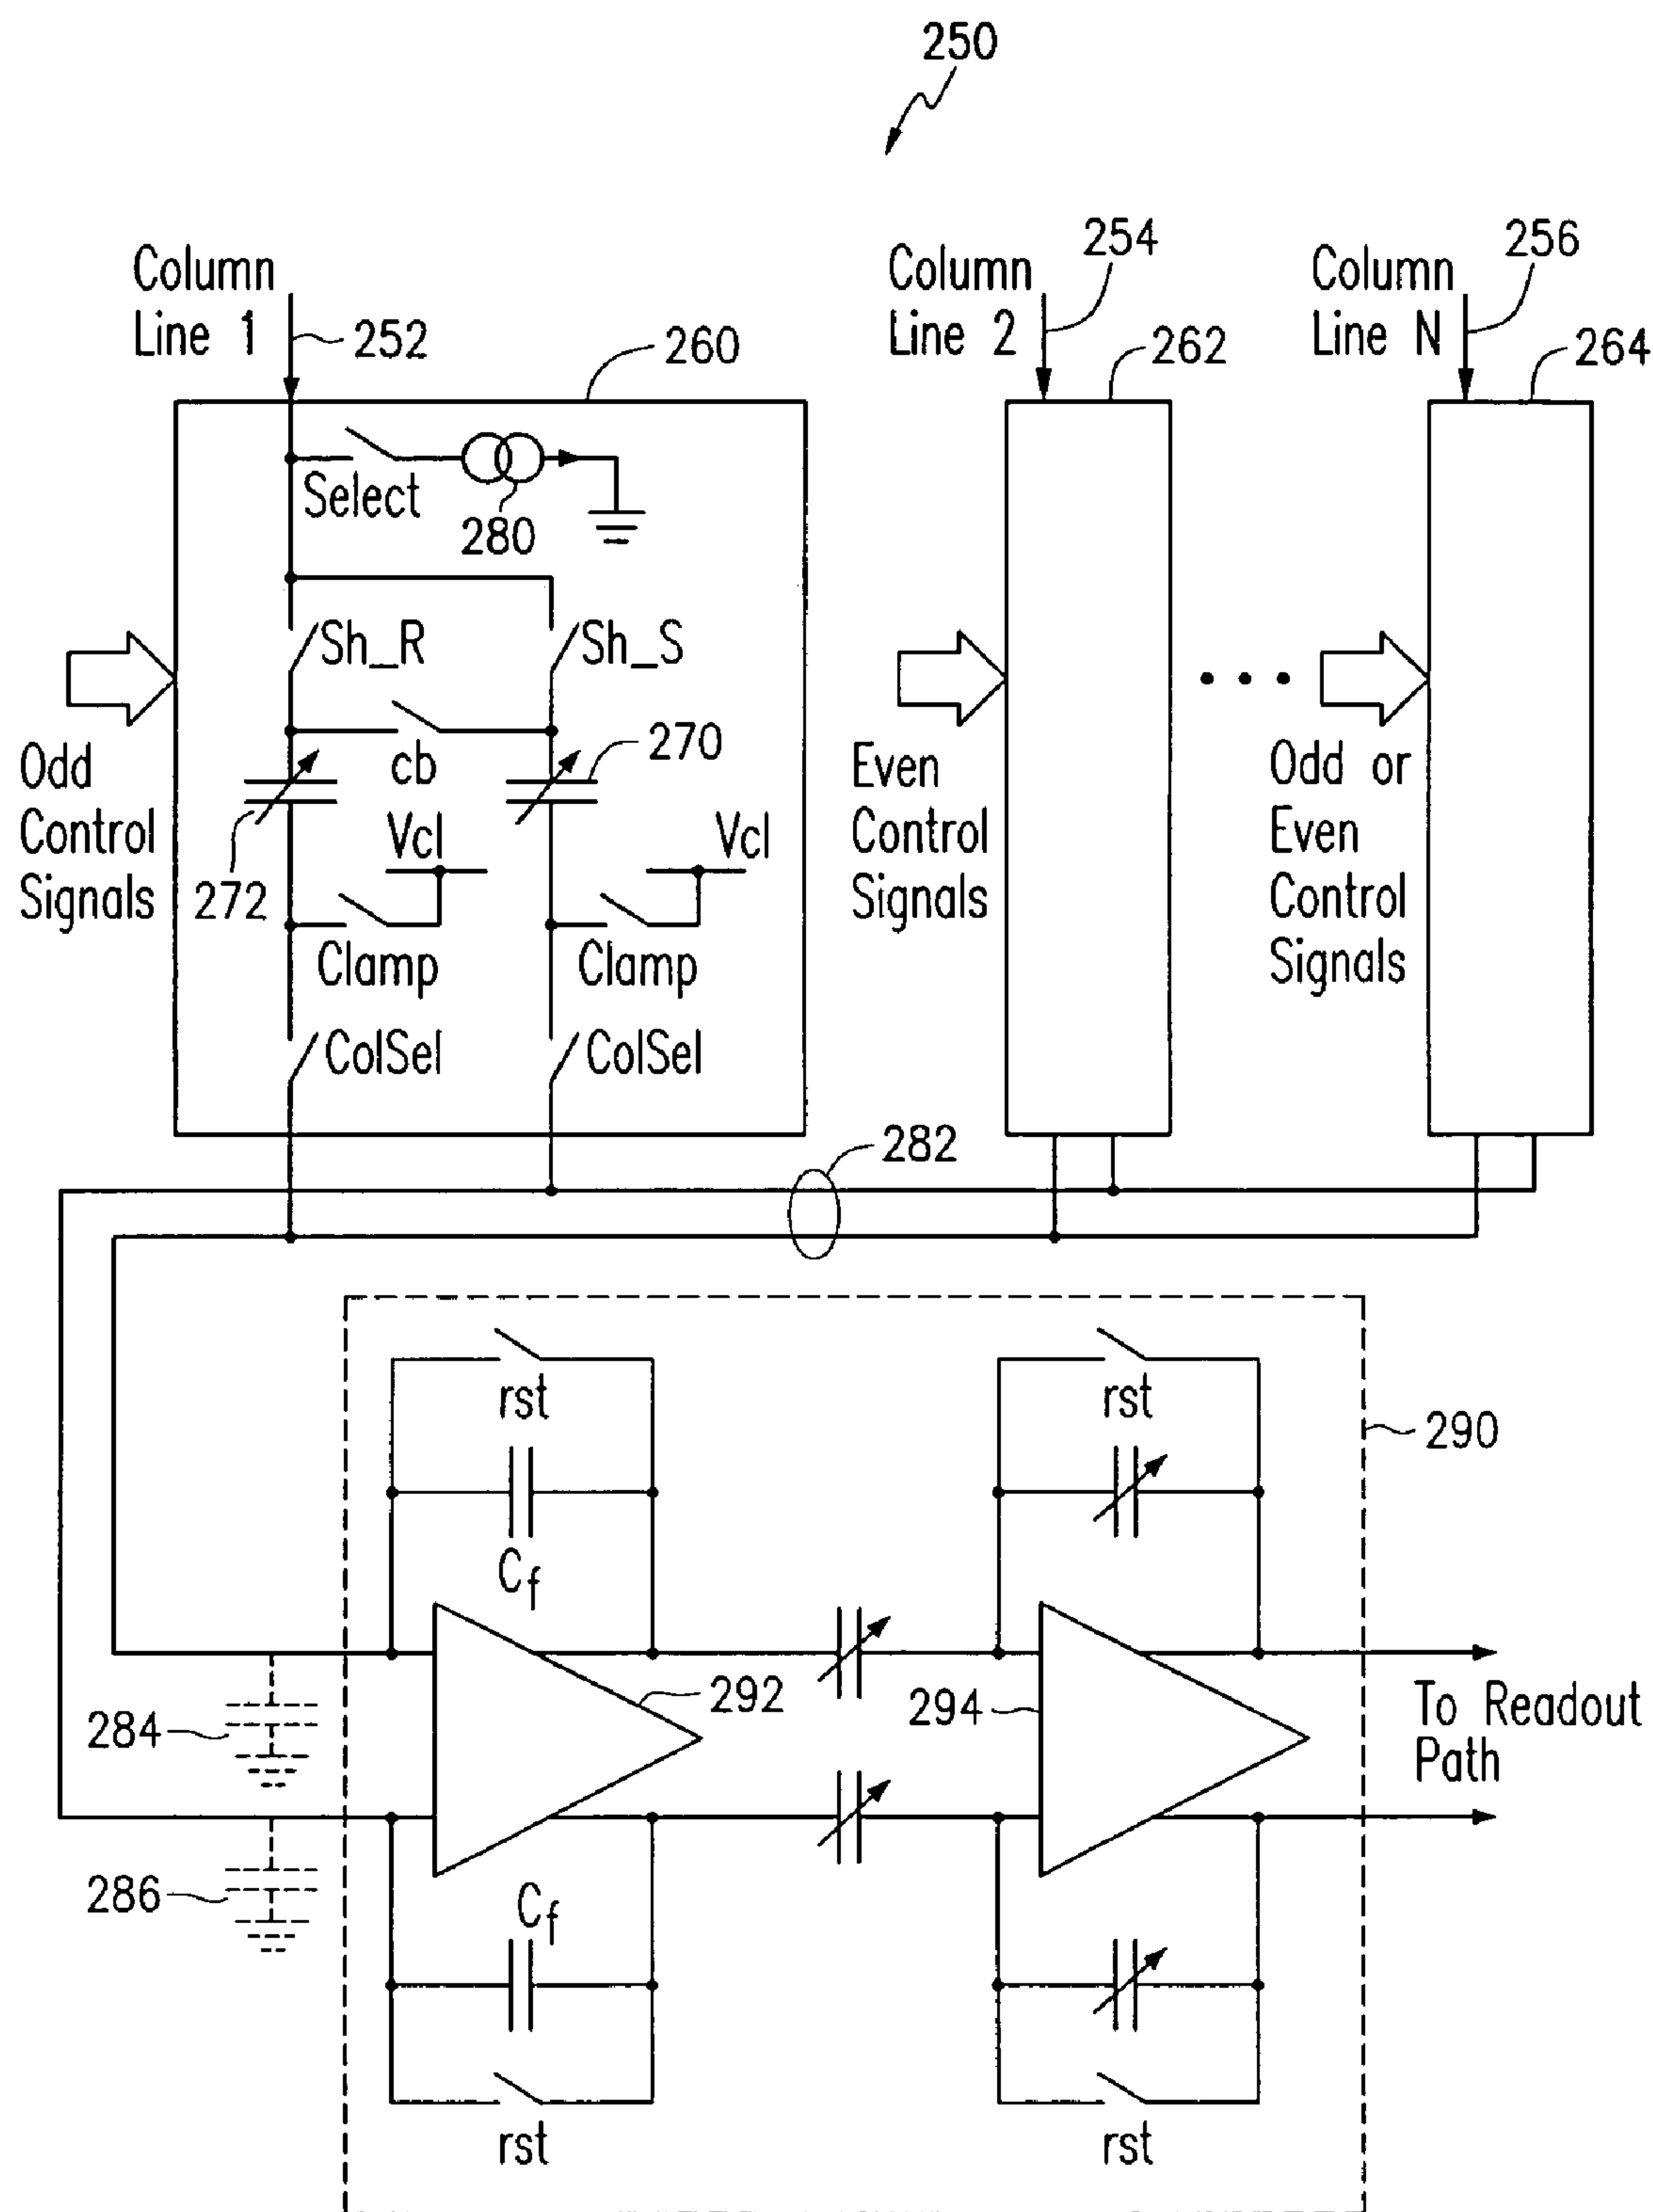 250
Column
Line 1
252
260
Column
Line 2
254
262
Column
Line N
256
264
Select
280
Sh_R
Sh_S
cb
270
272
Vcl
Vcl
Clamp
Clamp
ColSel
ColSel
Odd
Control
Signals
Even
Control
Signals
Odd or
Even
Control
Signals
282
rst
Cf
rst
290
292
294
284
286
To Readout
Path
Cf
rst
rst